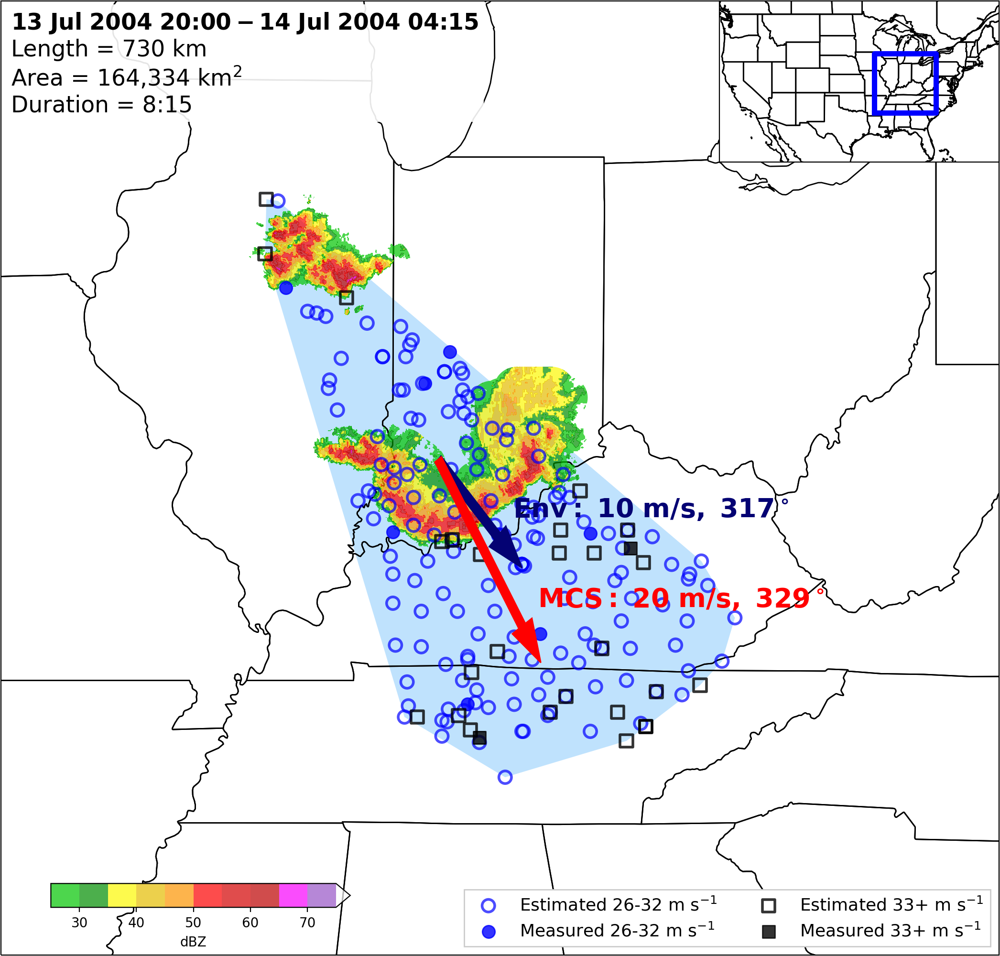 13 Jul 2004 20:00 – 14 Jul 2004 04:15
Length = 730 km
Area = 164,334 km²
Duration = 8:15
Env: 10 m/s, 317°
MCS: 20 m/s, 329°
30 40 50 60 70
dBZ
Estimated 26-32 m s⁻¹ Estimated 33+ m s⁻¹
Measured 26-32 m s⁻¹ Measured 33+ m s⁻¹